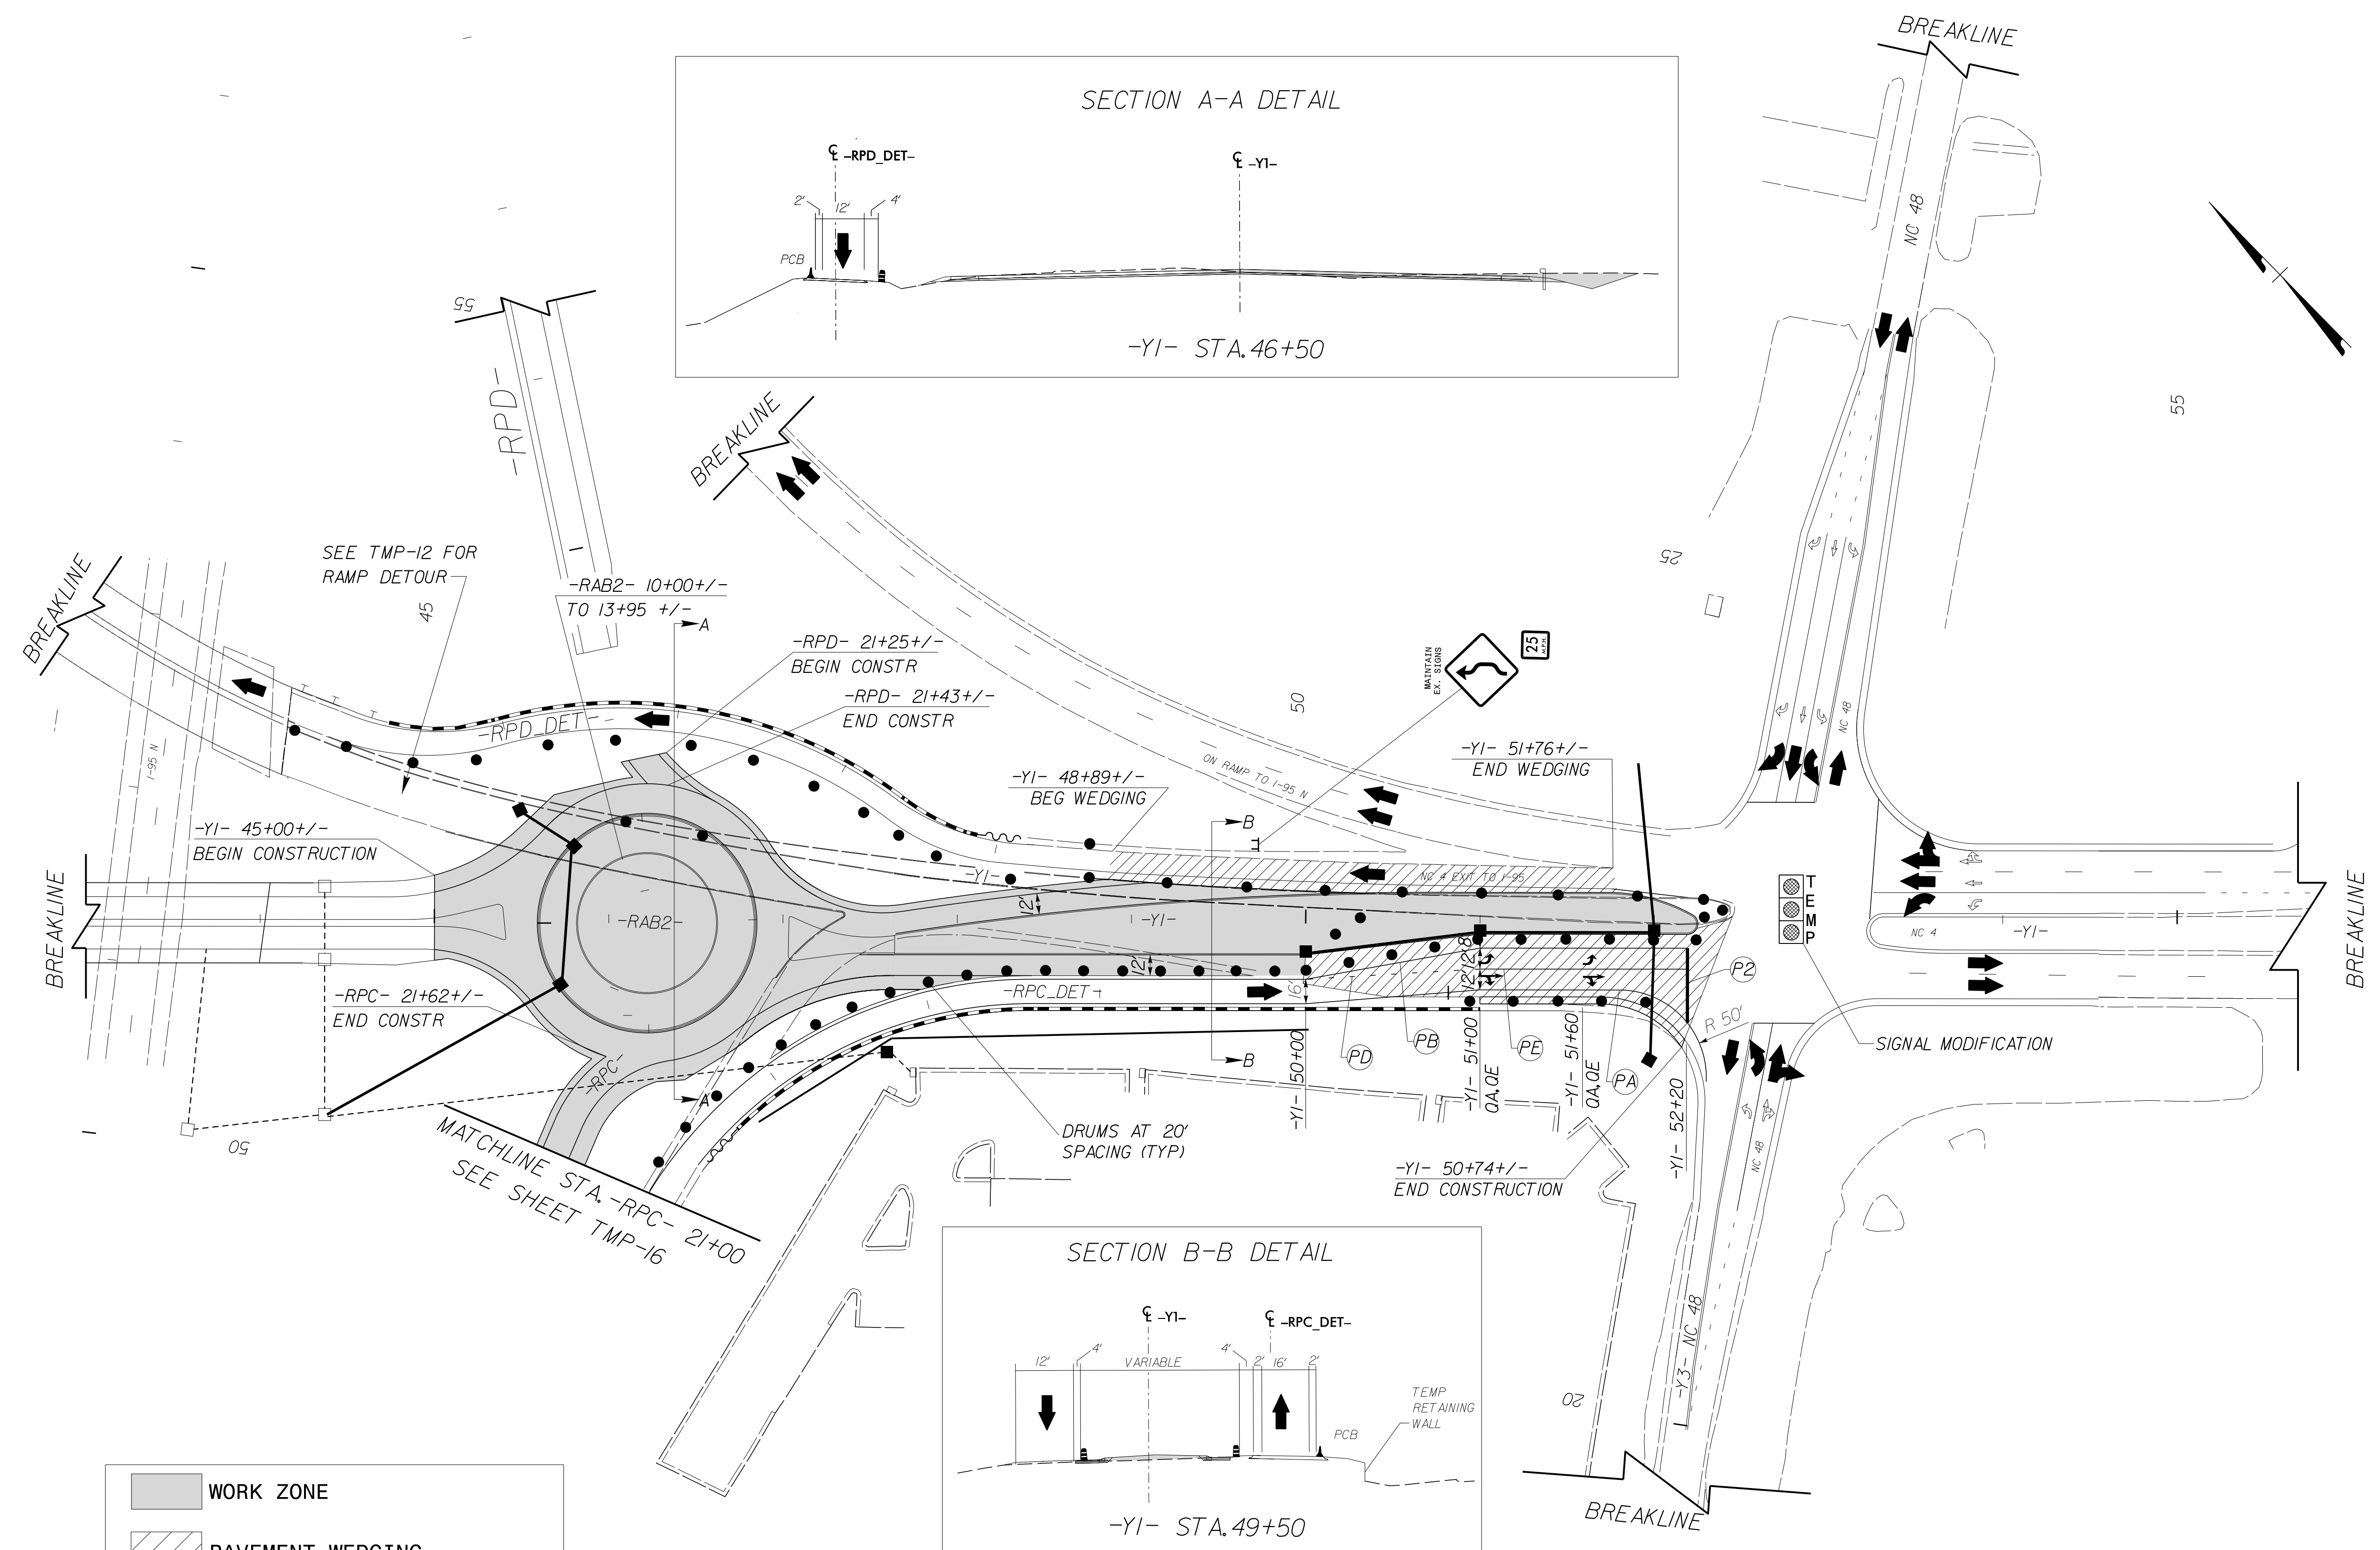 BREAKLINE
SECTION A-A DETAIL
℄ -RPD_DET-
℄ -Y1-
2'
12'
4'
PCB
-Y1- STA. 46+50
NC 48
55
-RPD-
BREAKLINE
55
25
SEE TMP-12 FOR
RAMP DETOUR
45
-RAB2- 10+00+/-
TO 13+95 +/-
A
-RPD- 21+25+/-
BEGIN CONSTR
-RPD- 21+43+/-
END CONSTR
MAINTAIN
EX. SIGNS
25
M.P.H.
50
BREAKLINE
I-95 N
-RPD_DET-
ON RAMP TO I-95 N
-Y1- 51+76+/-
END WEDGING
NC 48
-Y1- 48+89+/-
BEG WEDGING
B
-Y1- 45+00+/-
BEGIN CONSTRUCTION
-Y1-
NC 4 EXIT TO I-95
TEMP
BREAKLINE
-RAB2-
12'
-Y1-
NC 4
-Y1-
BREAKLINE
12'
16'
12'
12'
8'
P2
-RPC- 21+62+/-
END CONSTR
-RPC_DET-
R 50'
SIGNAL MODIFICATION
PD
PB
PE
PA
B
-Y1- 50+00
-Y1- 51+00
QA,QE
-Y1- 51+60
QA,QE
-Y1- 52+20
-RPC-
A
50
MATCHLINE STA. -RPC- 21+00
SEE SHEET TMP-16
DRUMS AT 20'
SPACING (TYP)
-Y1- 50+74+/-
END CONSTRUCTION
NC 48
SECTION B-B DETAIL
℄ -Y1-
℄ -RPC_DET-
12'
4'
VARIABLE
4'
2'
16'
2'
TEMP
RETAINING
WALL
PCB
-Y1- STA. 49+50
20
-Y3- NC 48
BREAKLINE
WORK ZONE
PAVEMENT WEDGING